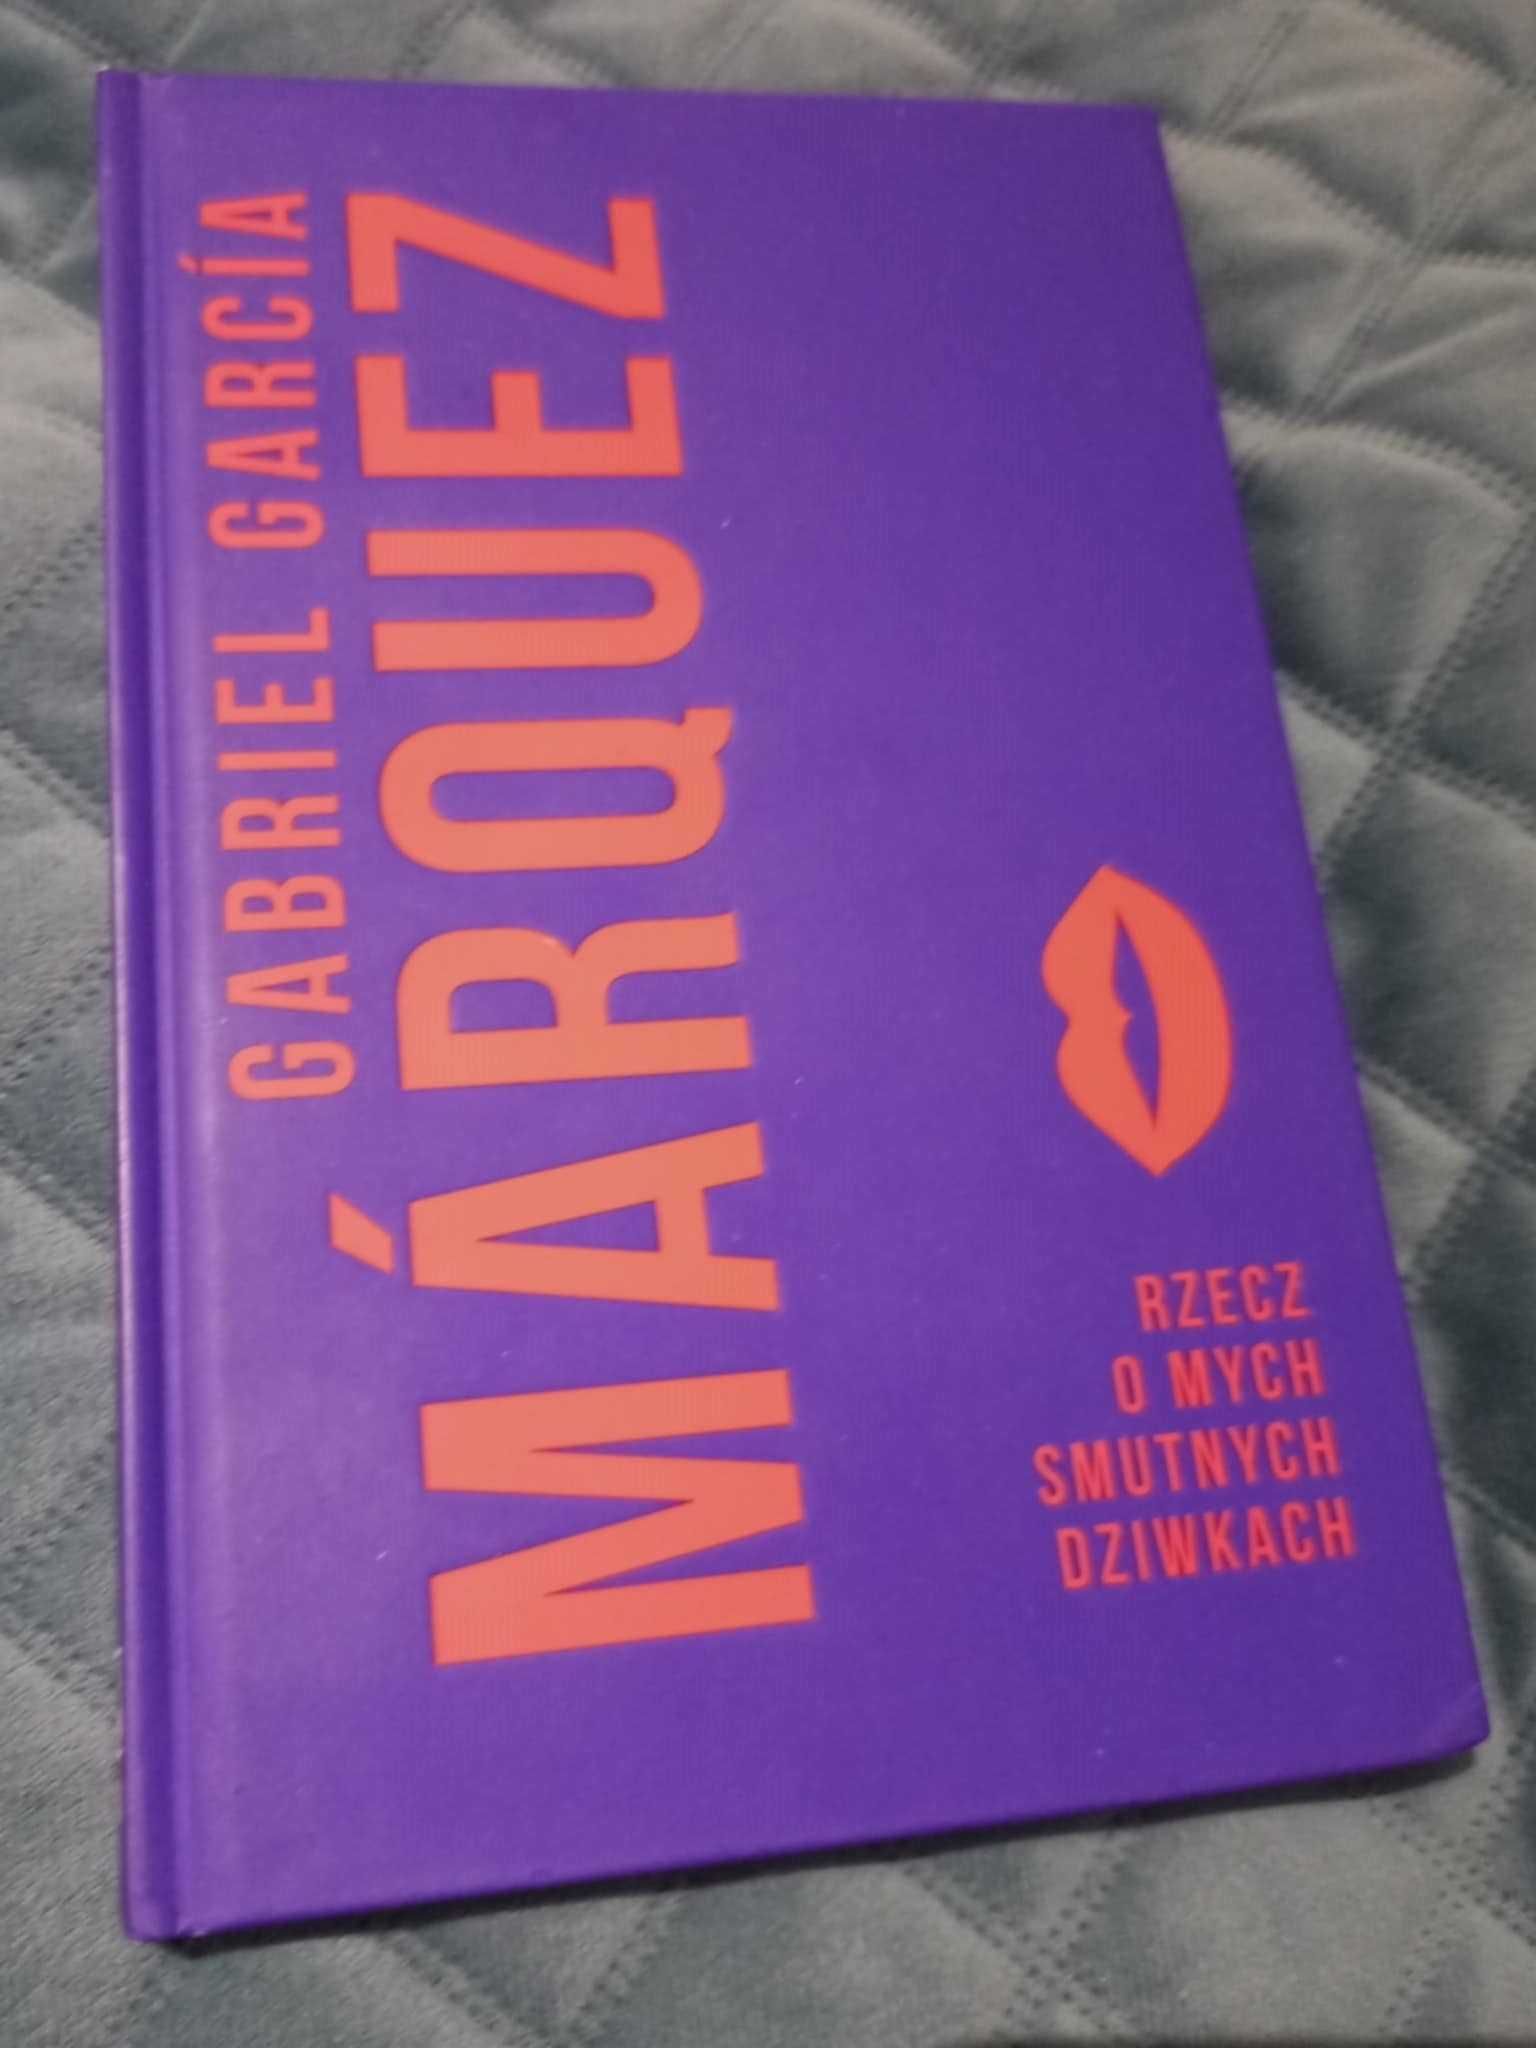 GABRIEL GARCÍA
MÁRQUEZ
RZECZ
O MYCH
SMUTNYCH
DZIWKACH